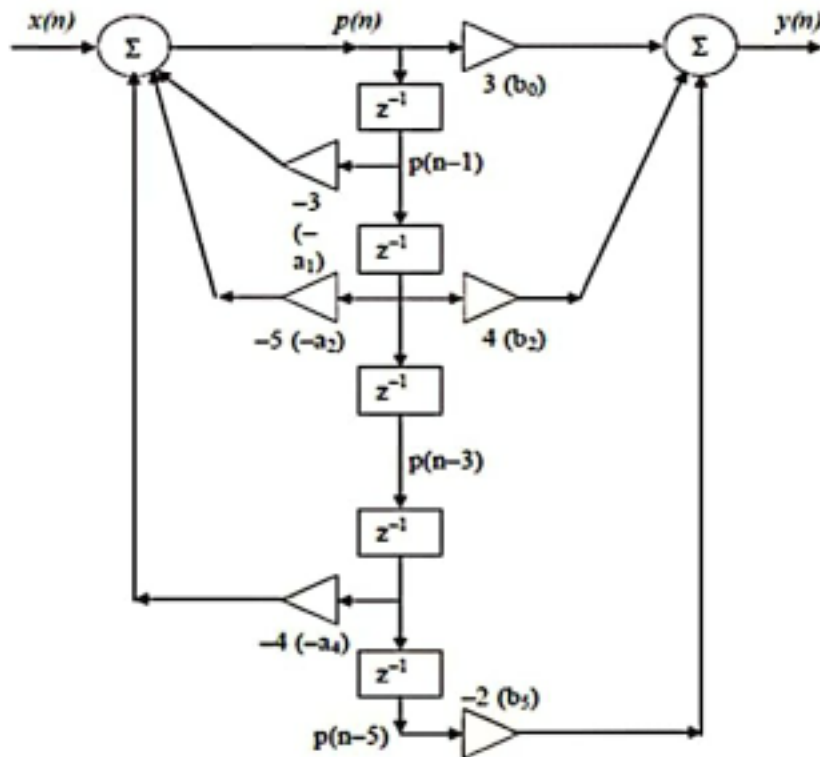 x(n) Σ p(n) Σ y(n)
3 (b₀)
z⁻¹
p(n–1)
–3
(–
a₁)
z⁻¹
–5 (–a₂) 4 (b₂)
z⁻¹
p(n–3)
z⁻¹
–4 (–a₄)
z⁻¹
–2 (b₅)
p(n–5)